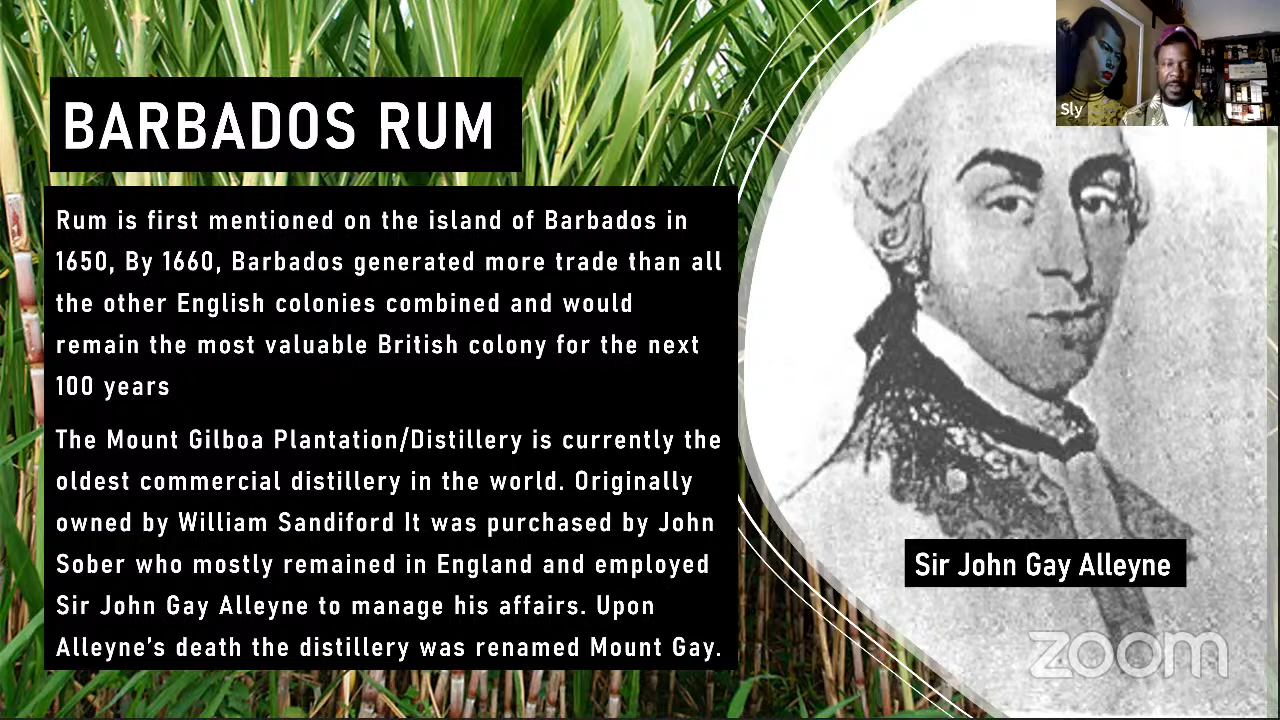 BARBADOS RUM
Rum is first mentioned on the island of Barbados in
1650, By 1660, Barbados generated more trade than all
the other English colonies combined and would
remain the most valuable British colony for the next
100 years
The Mount Gilboa Plantation/Distillery is currently the
oldest commercial distillery in the world. Originally
owned by William Sandiford It was purchased by John
Sober who mostly remained in England and employed
Sir John Gay Alleyne to manage his affairs. Upon
Alleyne’s death the distillery was renamed Mount Gay.
Sly
Sir John Gay Alleyne
zoom